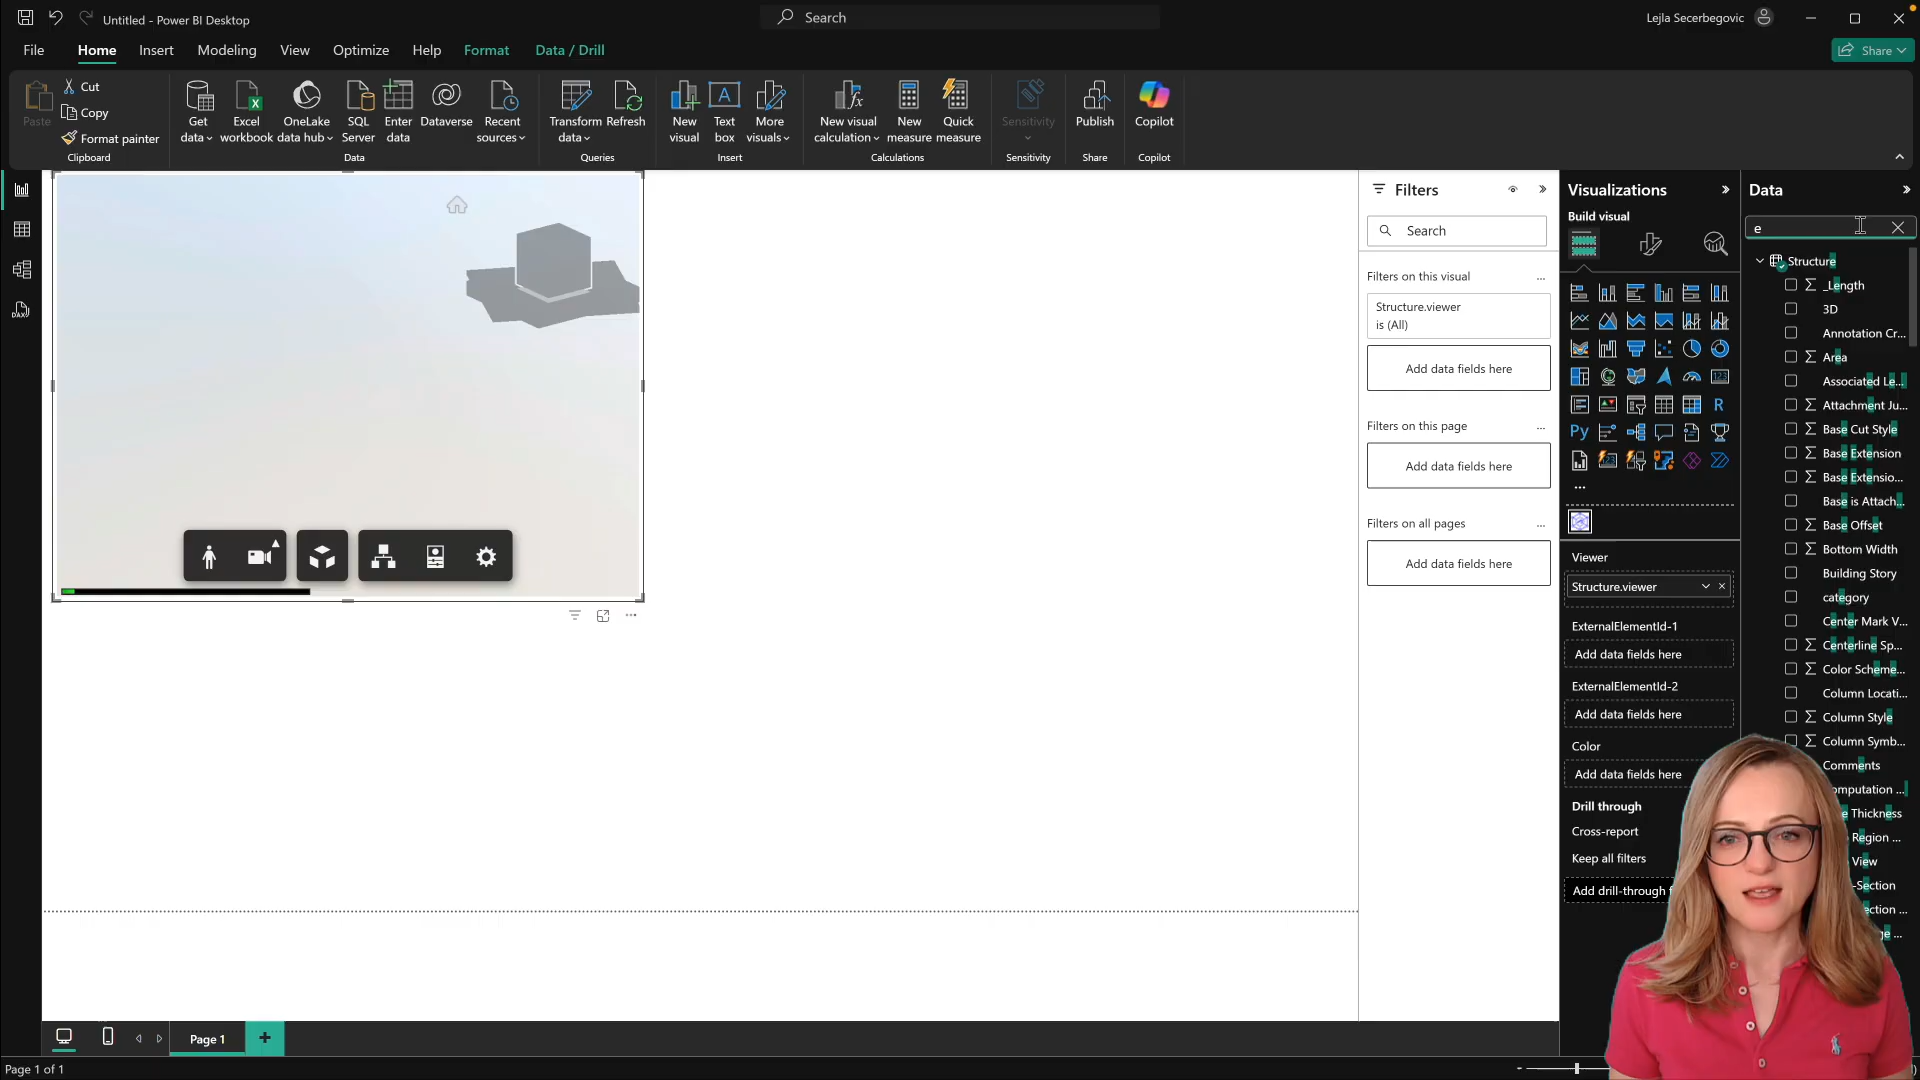 Untitled - Power BI Desktop
Search
Lejla Secerbegovic
File
Home
Insert
Modeling
View
Optimize
Help
Format
Data / Drill
Share
Paste
Cut
Copy
Format painter
Clipboard
Get data
Excel workbook
OneLake data hub
SQL Server
Enter data
Dataverse
Recent sources
Data
Transform data
Refresh
Queries
New visual
Text box
More visuals
Insert
New visual calculation
New measure
Quick measure
Calculations
Sensitivity
Sensitivity
Publish
Share
Copilot
Copilot
Filters
Search
Filters on this visual
Structure.viewer
is (All)
Add data fields here
Filters on this page
Add data fields here
Filters on all pages
Add data fields here
Visualizations
Build visual
Viewer
Structure.viewer
ExternalElementId-1
Add data fields here
ExternalElementId-2
Add data fields here
Color
Add data fields here
Drill through
Cross-report
Keep all filters
Add drill-through
Data
e
Structure
_Length
3D
Annotation Cr...
Area
Associated Le...
Attachment Ju...
Base Cut Style
Base Extension
Base Extensio...
Base is Attach...
Base Offset
Bottom Width
Building Story
category
Center Mark V...
Centerline Sp...
Color Scheme...
Column Locati...
Column Style
Column Symb...
Comments
omputation ...
Thickness
Region ...
View
-Section
ection ...
ge ...
Page 1
Page 1 of 1